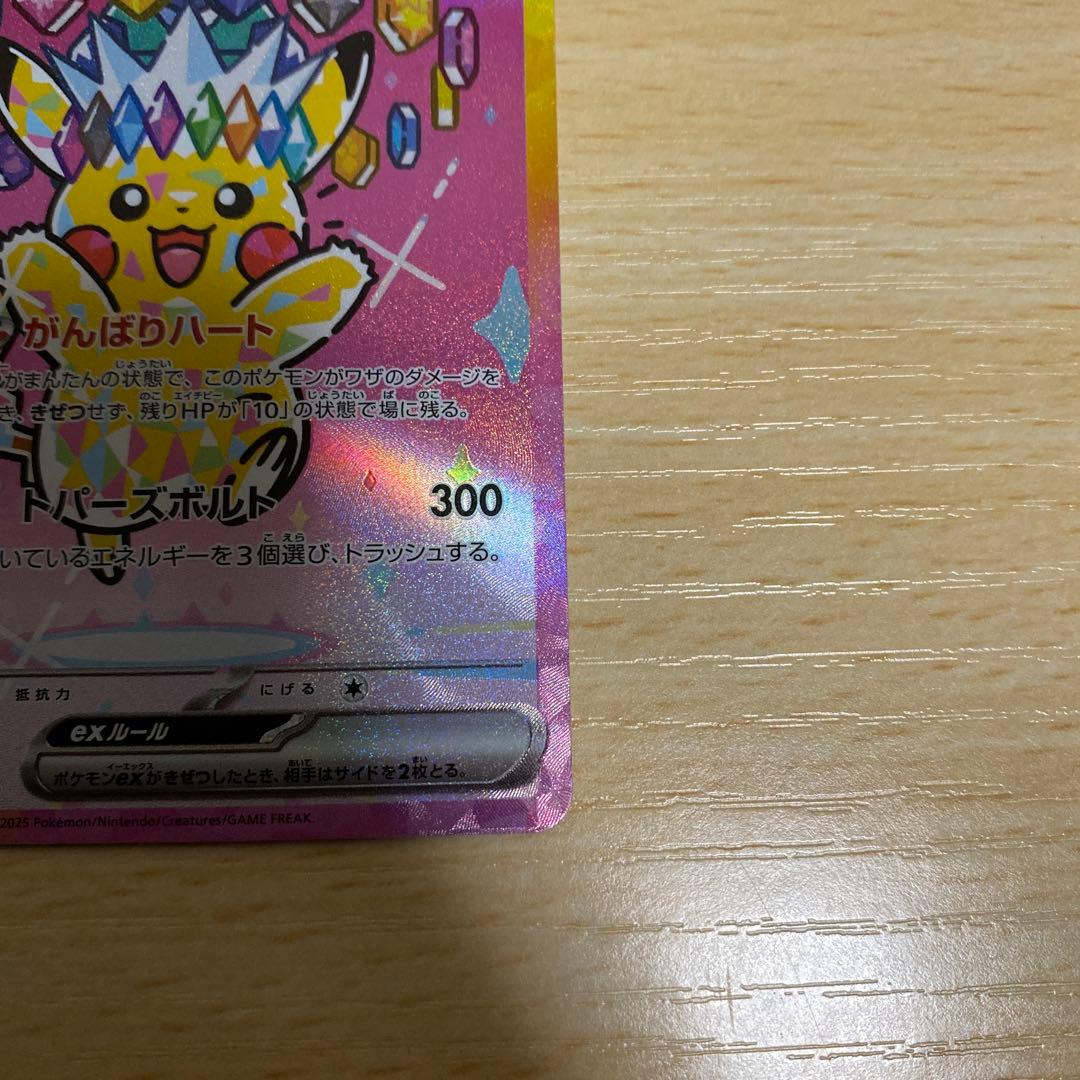 がんばりハート
がまんたんの状態で、このポケモンがワザのダメージを
き、きぜつせず、残りHPが「10」の状態で場に残る。
トパーズボルト 300
いているエネルギーを3個選び、トラッシュする。
抵抗力 にげる
exルール
ポケモンexがきぜつしたとき、相手はサイドを2枚とる。
2025 Pokémon/Nintendo/Creatures/GAME FREAK.